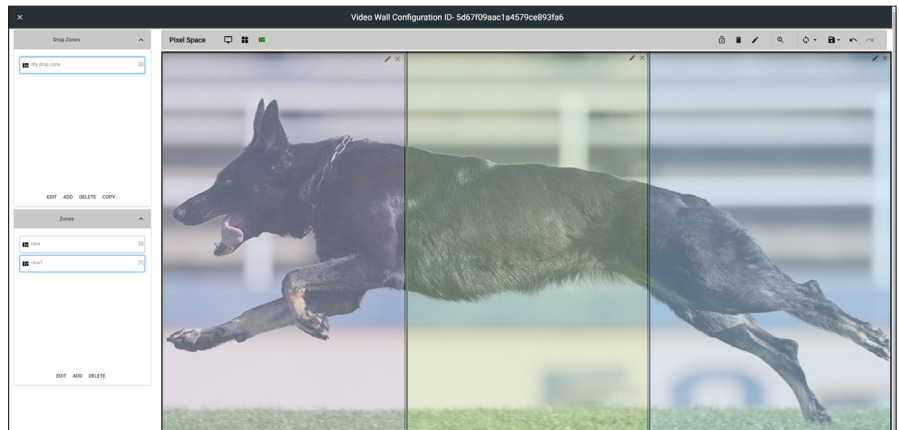 Video Wall Configuration ID- 5d67f09aac1a4579ce893fa6
Drop Zones
Pixel Space
My drop zone
EDIT ADD DELETE COPY
Zones
new
new1
EDIT ADD DELETE